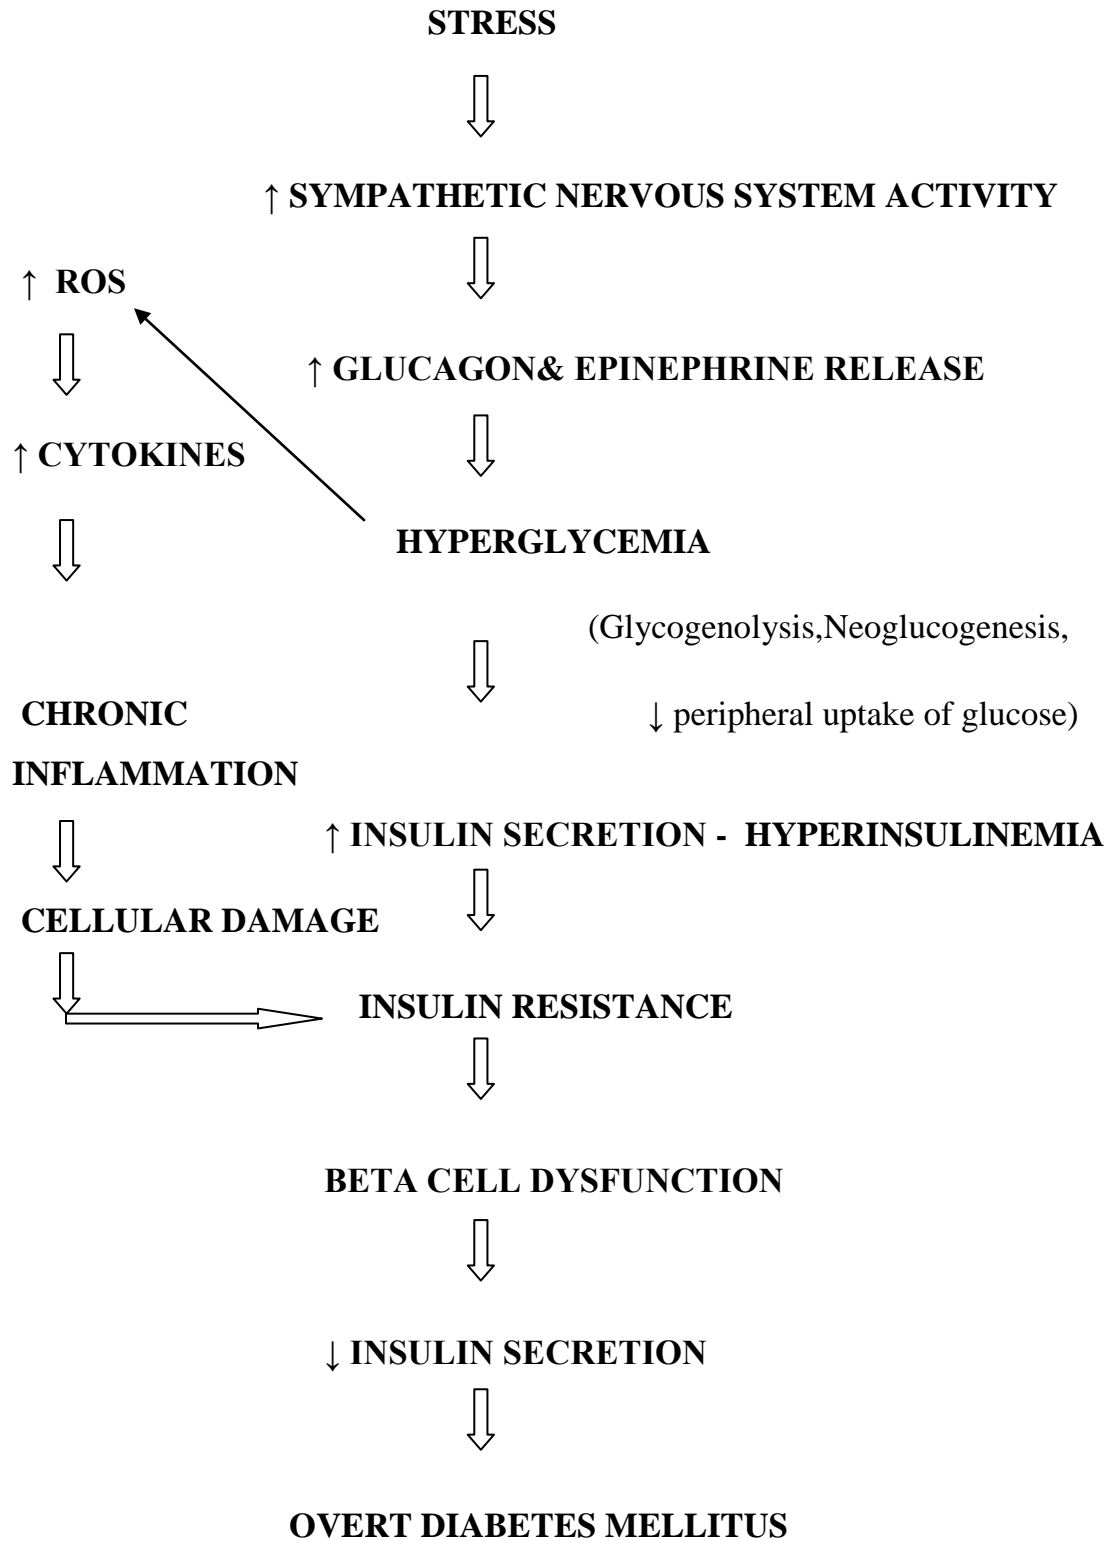 STRESS
↑ SYMPATHETIC NERVOUS SYSTEM ACTIVITY
↑ ROS
↑ GLUCAGON& EPINEPHRINE RELEASE
↑ CYTOKINES
HYPERGLYCEMIA
(Glycogenolysis,Neoglucogenesis,
↓ peripheral uptake of glucose)
CHRONIC
INFLAMMATION
↑ INSULIN SECRETION - HYPERINSULINEMIA
CELLULAR DAMAGE
INSULIN RESISTANCE
BETA CELL DYSFUNCTION
↓ INSULIN SECRETION
OVERT DIABETES MELLITUS